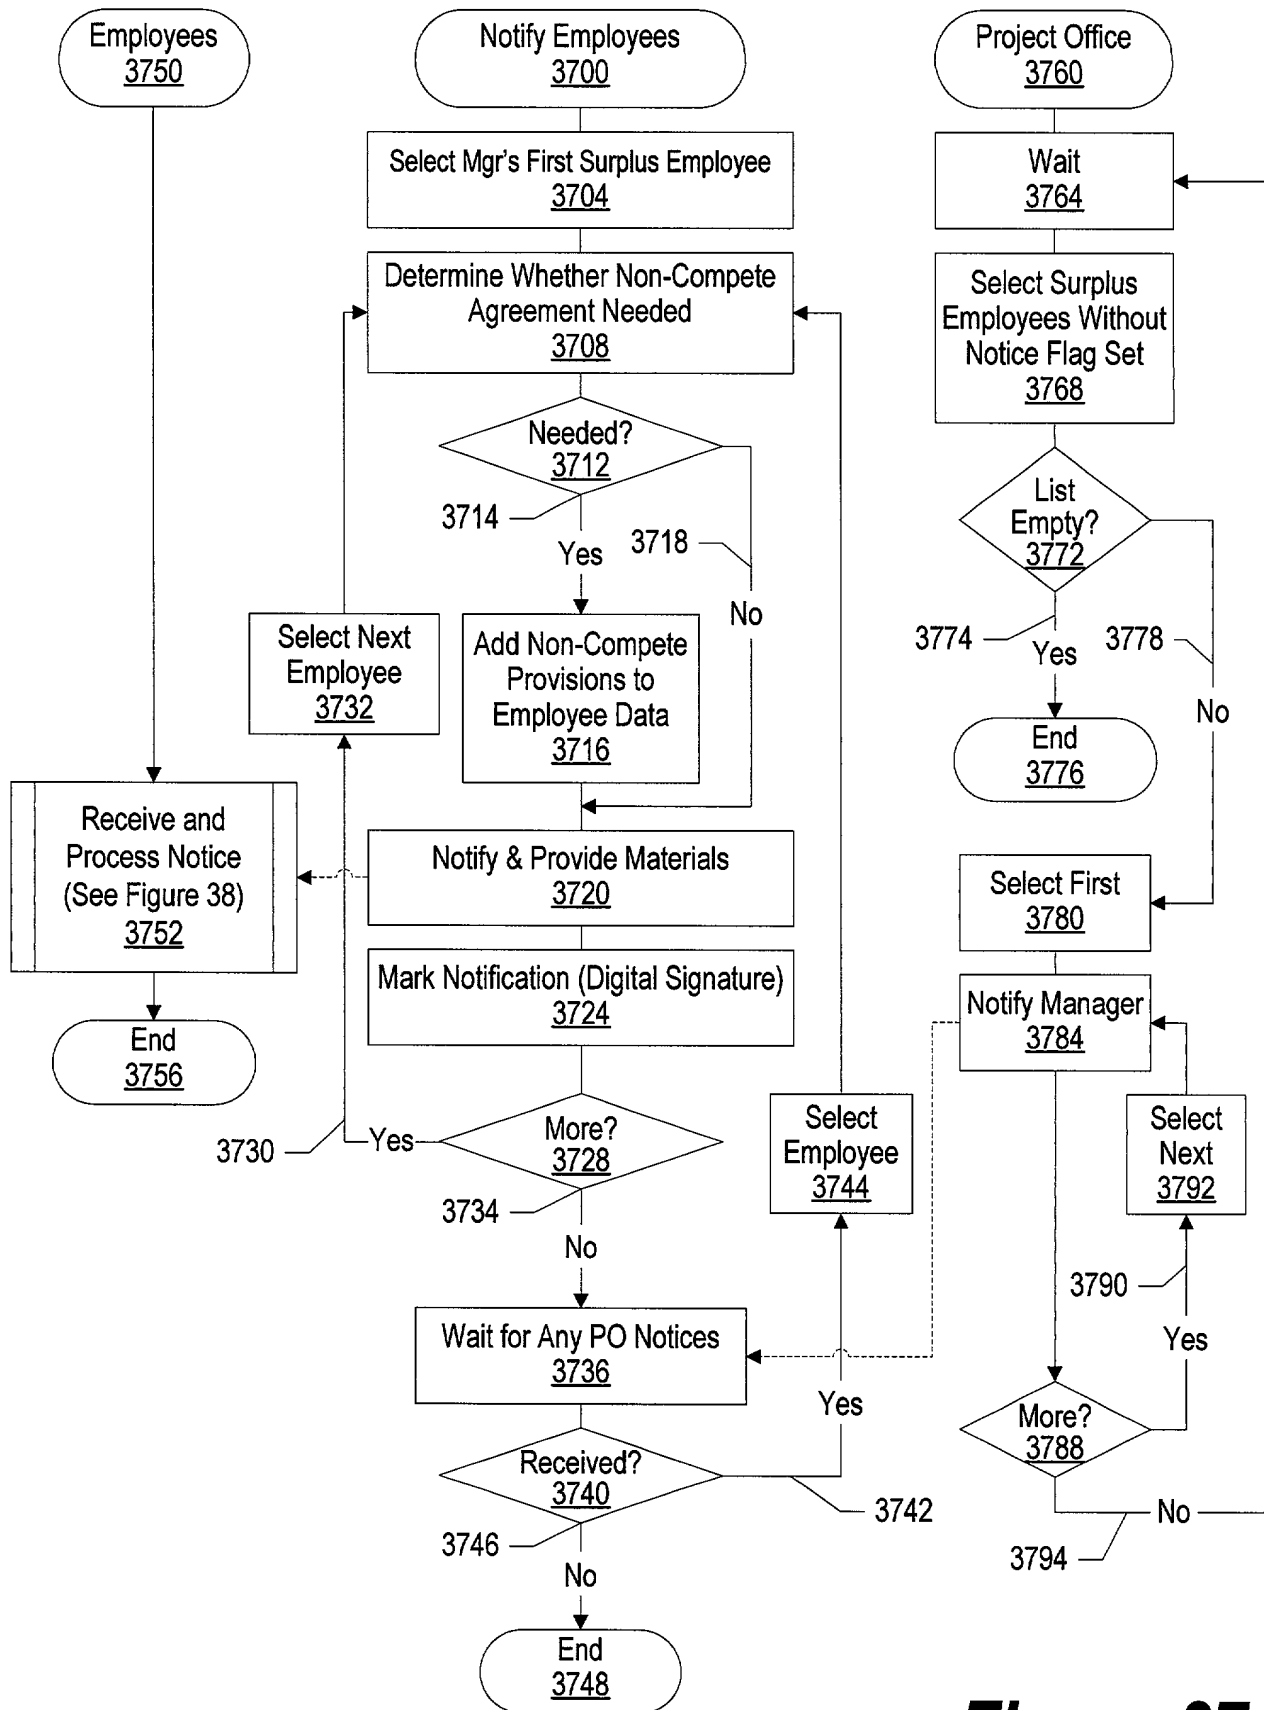 Employees
3750
Notify Employees
3700
Project Office
3760
Select Mgr's First Surplus Employee
3704
Wait
3764
Determine Whether Non-Compete
Agreement Needed
3708
Select Surplus
Employees Without
Notice Flag Set
3768
Needed?
3712
3714
Yes
3718
No
List
Empty?
3772
3774
Yes
3778
No
Select Next
Employee
3732
Add Non-Compete
Provisions to
Employee Data
3716
End
3776
Receive and
Process Notice
(See Figure 38)
3752
Notify & Provide Materials
3720
Select First
3780
Mark Notification (Digital Signature)
3724
Notify Manager
3784
End
3756
More?
3728
3730
Yes
3734
No
Select
Employee
3744
Select
Next
3792
3790
Yes
Wait for Any PO Notices
3736
Yes
More?
3788
Received?
3740
3742
3746
No
No
3794
End
3748